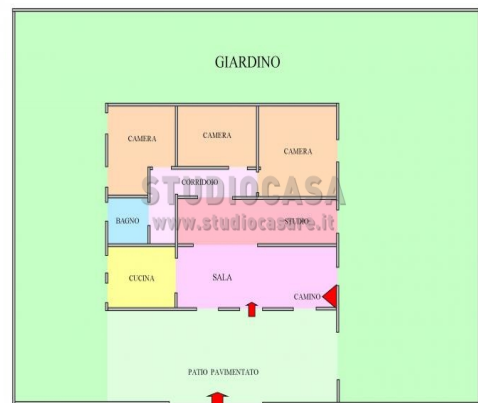 GIARDINO
CAMERA
CAMERA
CAMERA
CORRIDOIO
STUDIOCASA
www.studiocasare.it
BAGNO
STUDIO
CUCINA
SALA
CAMINO
PATIO PAVIMENTATO